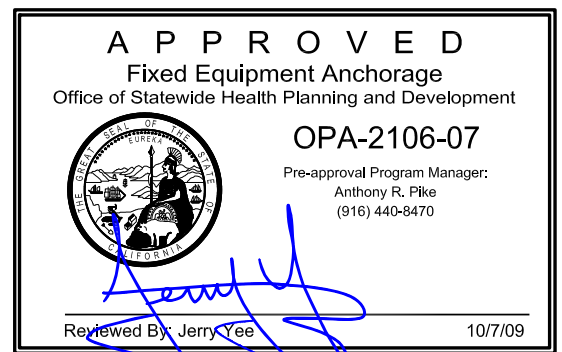 A P P R O V E D
Fixed Equipment Anchorage
Office of Statewide Health Planning and Development
THE GREAT SEAL OF THE STATE OF CALIFORNIA
EUREKA
OPA-2106-07
Pre-approval Program Manager:
Anthony R. Pike
(916) 440-8470
Reviewed By: Jerry Yee 10/7/09